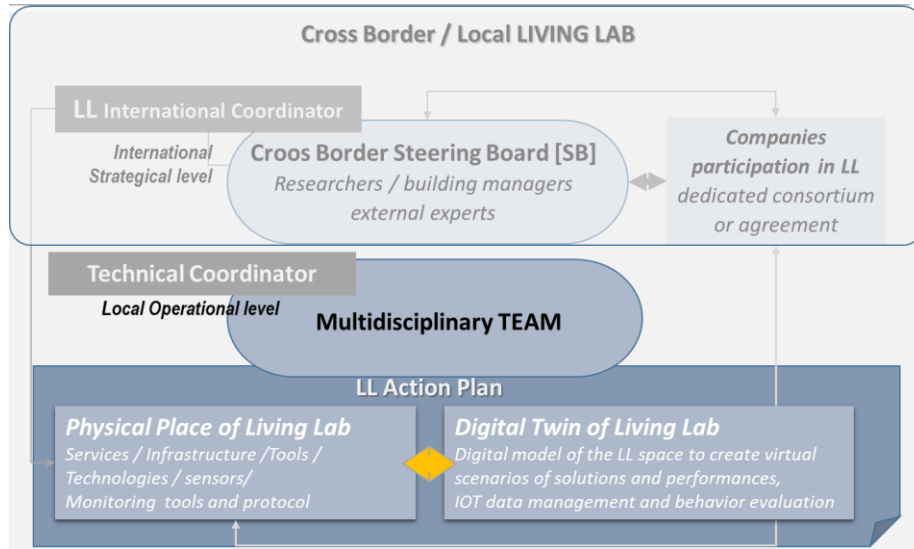 Cross Border / Local LIVING LAB
LL International Coordinator
International
Strategical level
Croos Border Steering Board [SB]
Researchers / building managers
external experts
Companies
participation in LL
dedicated consortium
or agreement
Technical Coordinator
Local Operational level
Multidisciplinary TEAM
LL Action Plan
Physical Place of Living Lab
Services / Infrastructure /Tools /
Technologies / sensors/
Monitoring tools and protocol
Digital Twin of Living Lab
Digital model of the LL space to create virtual
scenarios of solutions and performances,
IOT data management and behavior evaluation